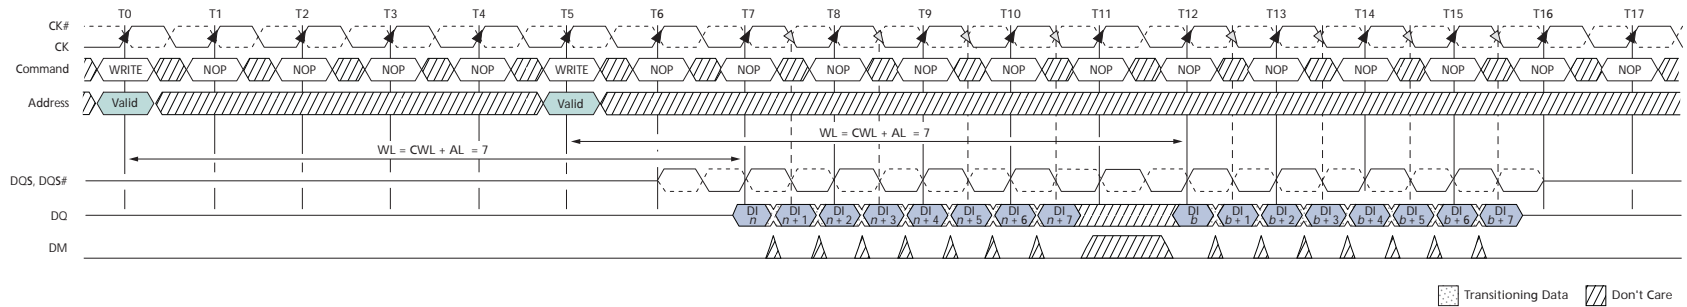 T0 T1 T2 T3 T4 T5 T6 T7 T8 T9 T10 T11 T12 T13 T14 T15 T16 T17
CK#
CK
Command WRITE NOP NOP NOP NOP WRITE NOP NOP NOP NOP NOP NOP NOP NOP NOP NOP NOP NOP
Address Valid Valid
WL = CWL + AL = 7
WL = CWL + AL = 7
DQS, DQS#
DQ DI n DI n + 1 DI n + 2 DI n + 3 DI n + 4 DI n + 5 DI n + 6 DI n + 7 DI b DI b + 1 DI b + 2 DI b + 3 DI b + 4 DI b + 5 DI b + 6 DI b + 7
DM
Transitioning Data Don't Care